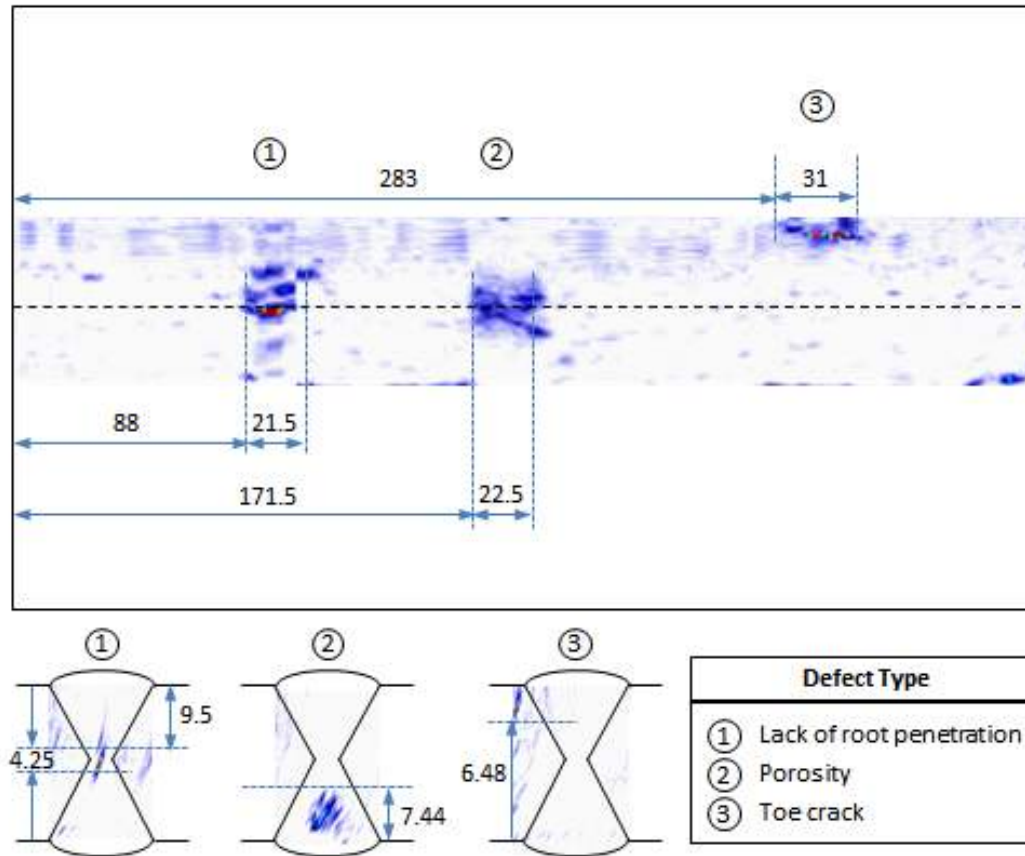 ③
① ②
283 31
88 21.5
171.5 22.5
① ② ③
9.5
4.25
7.44
6.48
Defect Type
① Lack of root penetration
② Porosity
③ Toe crack